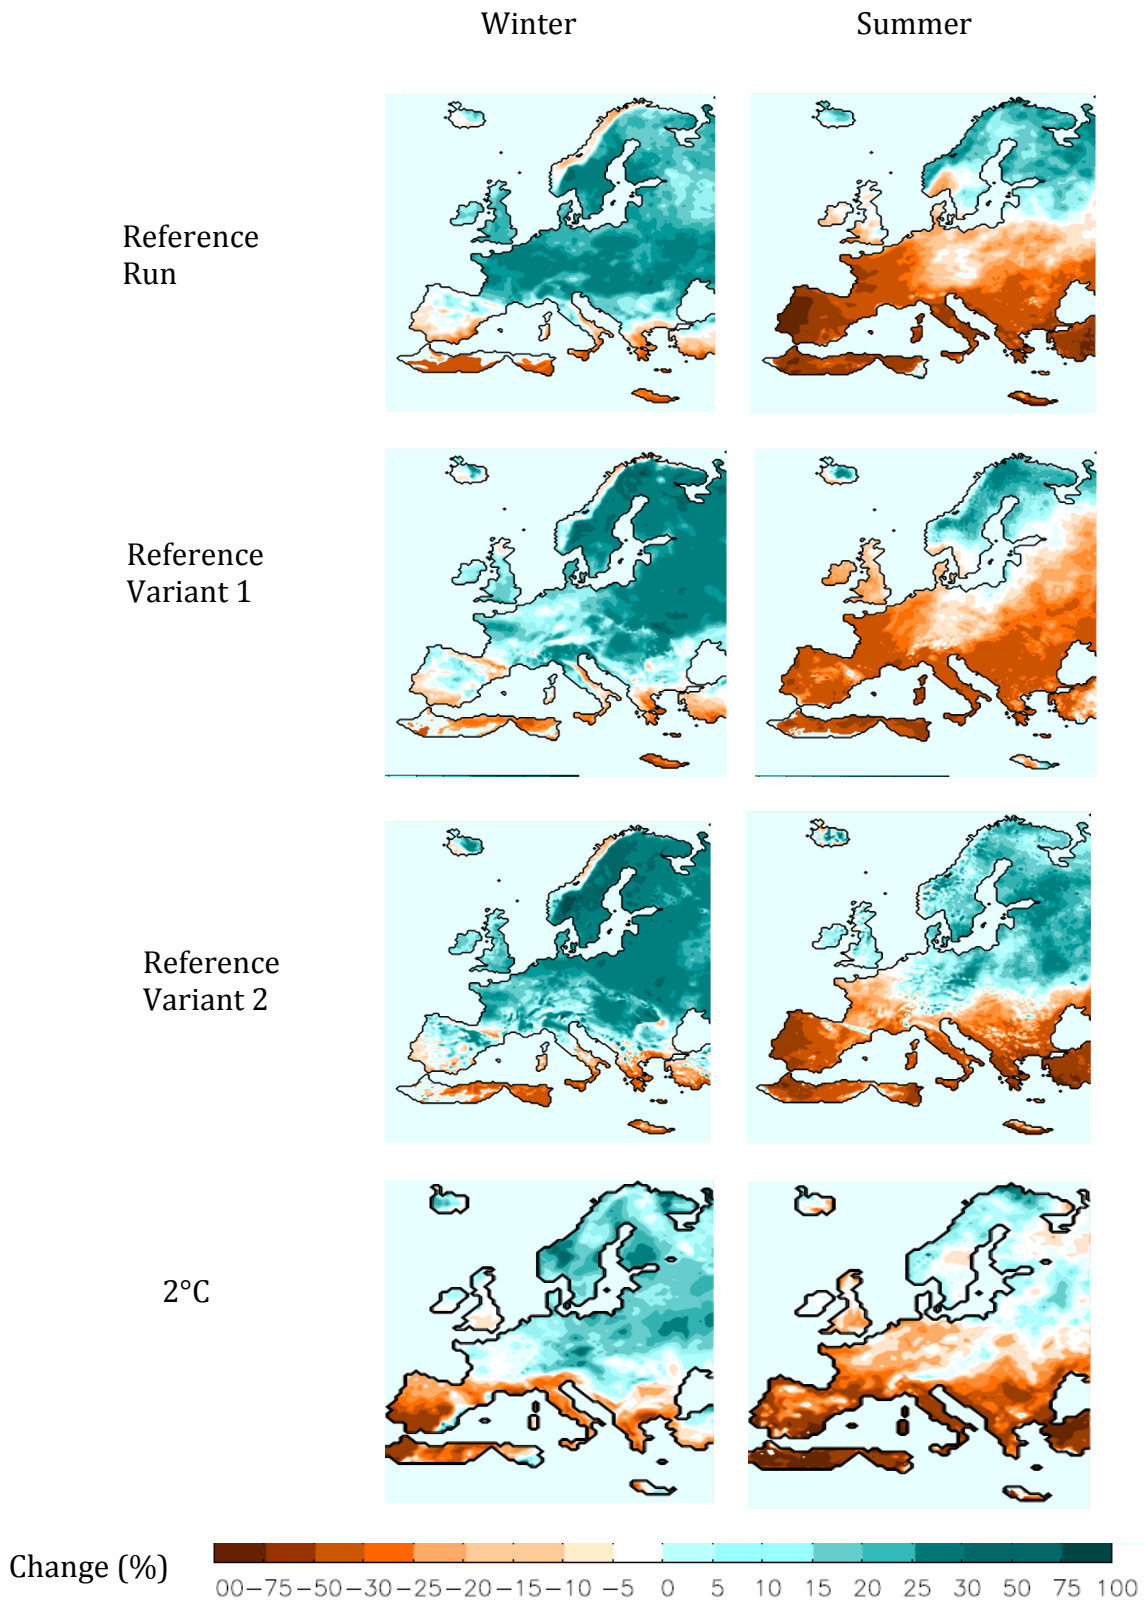 Winter Summer
Reference
Run
Reference
Variant 1
Reference
Variant 2
2°C
Change (%)
00−75−50−30−25−20−15−10 −5 0 5 10 15 20 25 30 50 75 100